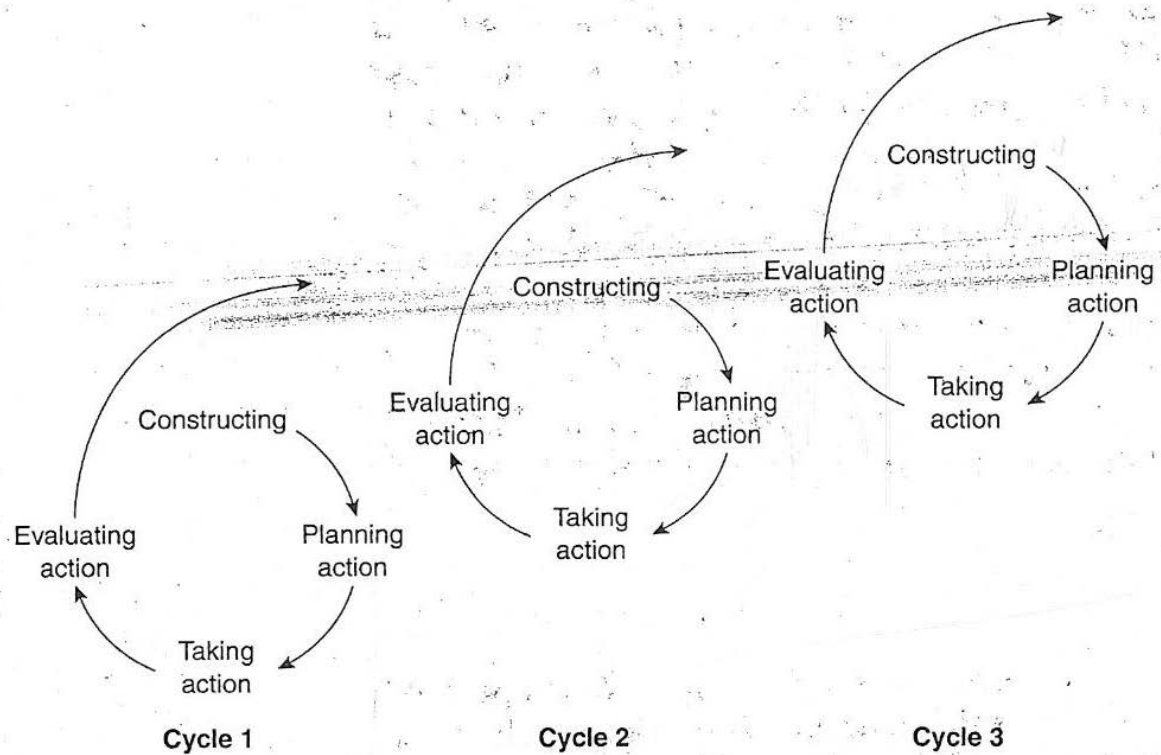 Constructing
Planning
action
Taking
action
Evaluating
action
Cycle 1
Constructing
Planning
action
Taking
action
Evaluating
action
Cycle 2
Constructing
Planning
action
Taking
action
Evaluating
action
Cycle 3